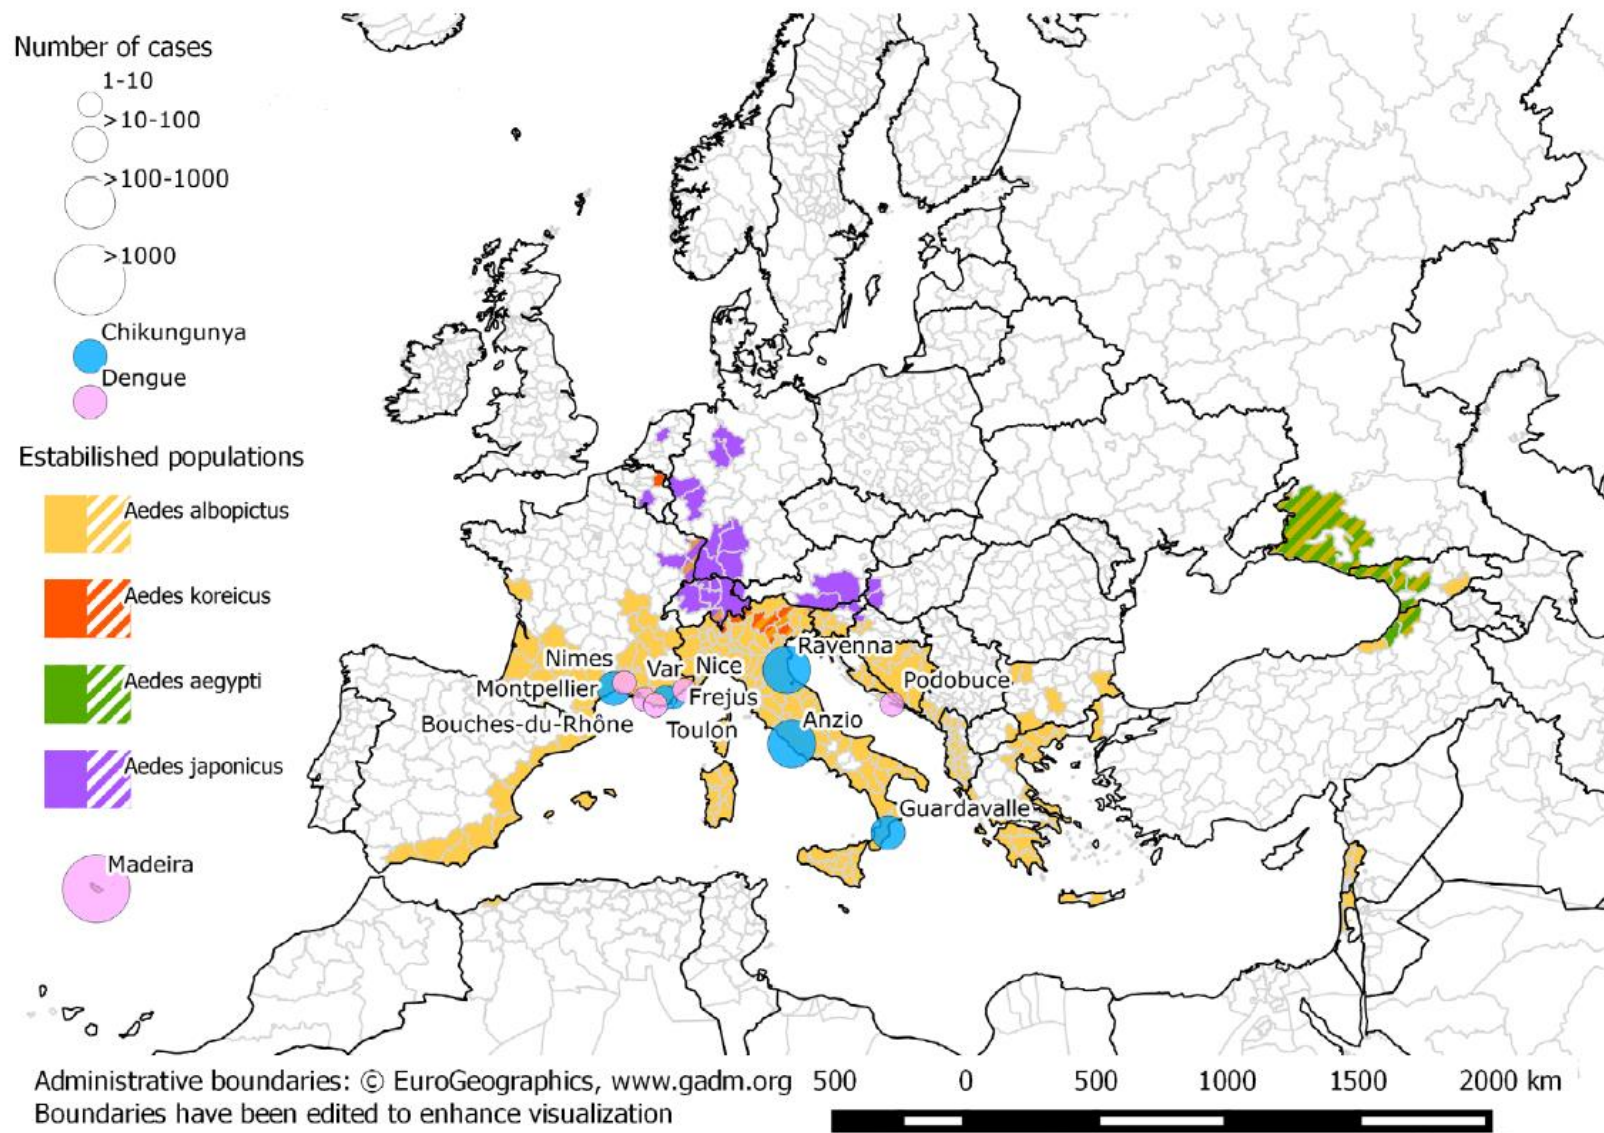 Number of cases
1-10
>10-100
>100-1000
>1000
Chikungunya
Dengue
Estabilished populations
Aedes albopictus
Aedes koreicus
Aedes aegypti
Aedes japonicus
Madeira
Nimes
Var
Nice
Ravenna
Montpellier
Frejus
Podobuce
Bouches-du-Rhône
Toulon
Anzio
Guardavalle
Administrative boundaries: © EuroGeographics, www.gadm.org
Boundaries have been edited to enhance visualization
500 0 500 1000 1500 2000 km